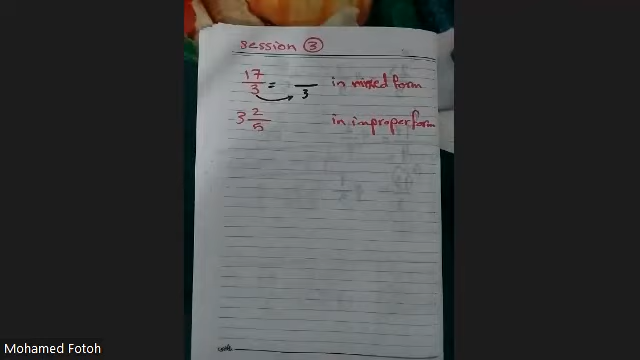 session ③
17/3 = —/3 in mixed form
3 2/5 in improper form
Mohamed Fotoh